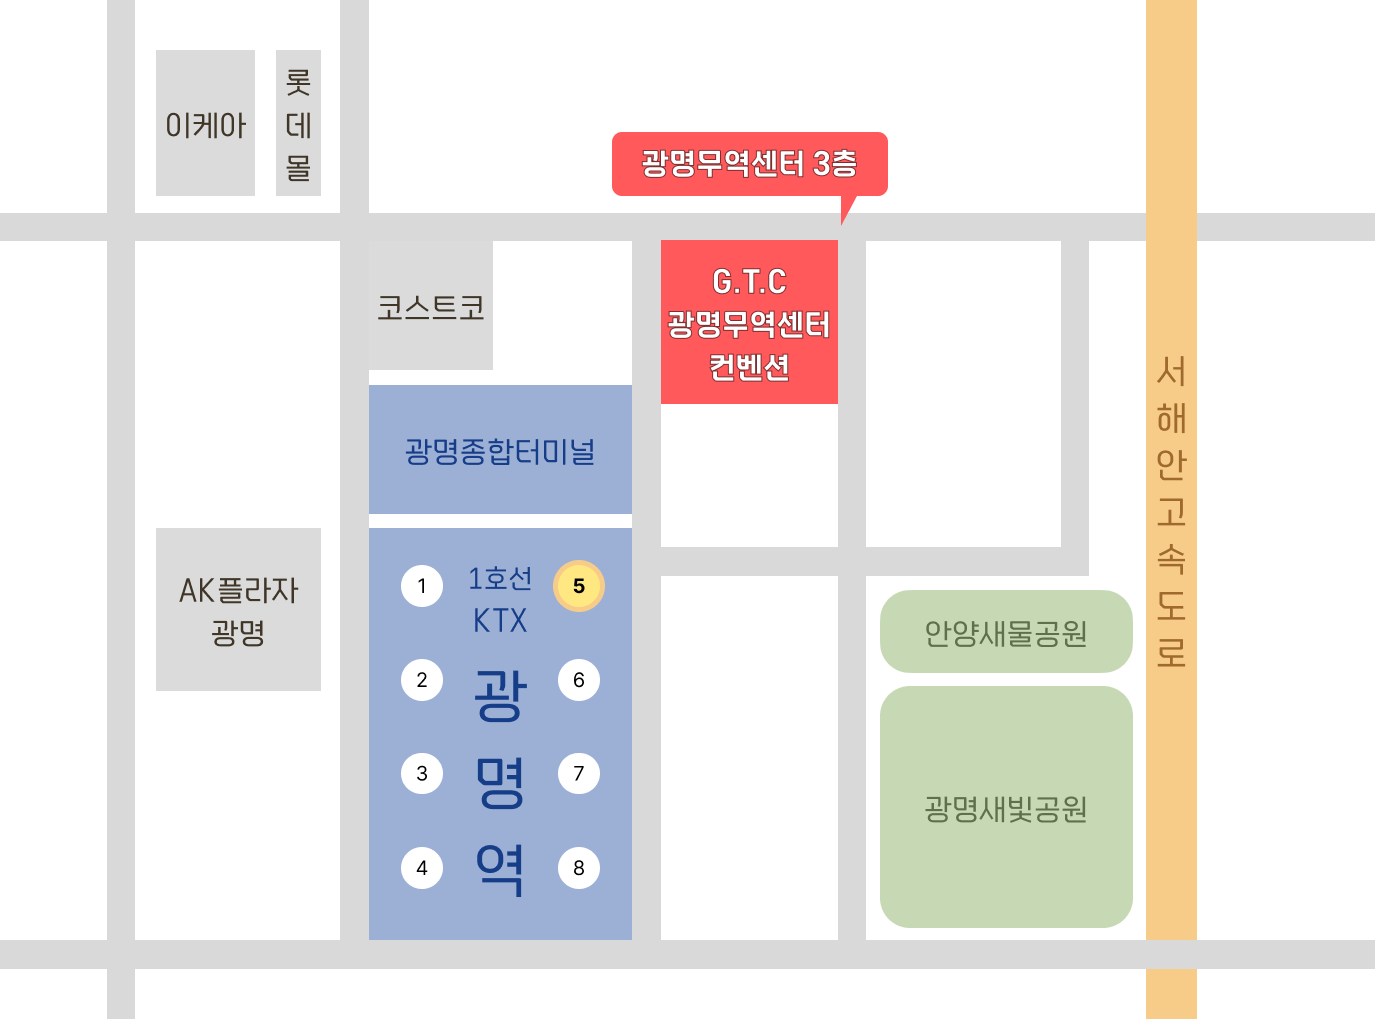 이케아
롯
데
몰
광명무역센터 3층
코스트코
G.T.C
광명무역센터
컨벤션
광명종합터미널
AK플라자
광명
1호선
KTX
광
명
역
1
2
3
4
5
6
7
8
안양새물공원
광명새빛공원
서
해
안
고
속
도
로